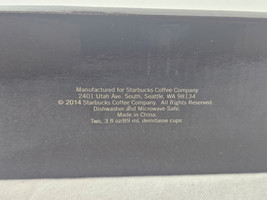 Manufactured for Starbucks Coffee Company
2401 Utah Ave. South, Seattle, WA 98134
© 2014 Starbucks Coffee Company. All Rights Reserved.
Dishwasher and Microwave Safe.
Made in China
Two, 3 fl oz/89 mL demitasse cups